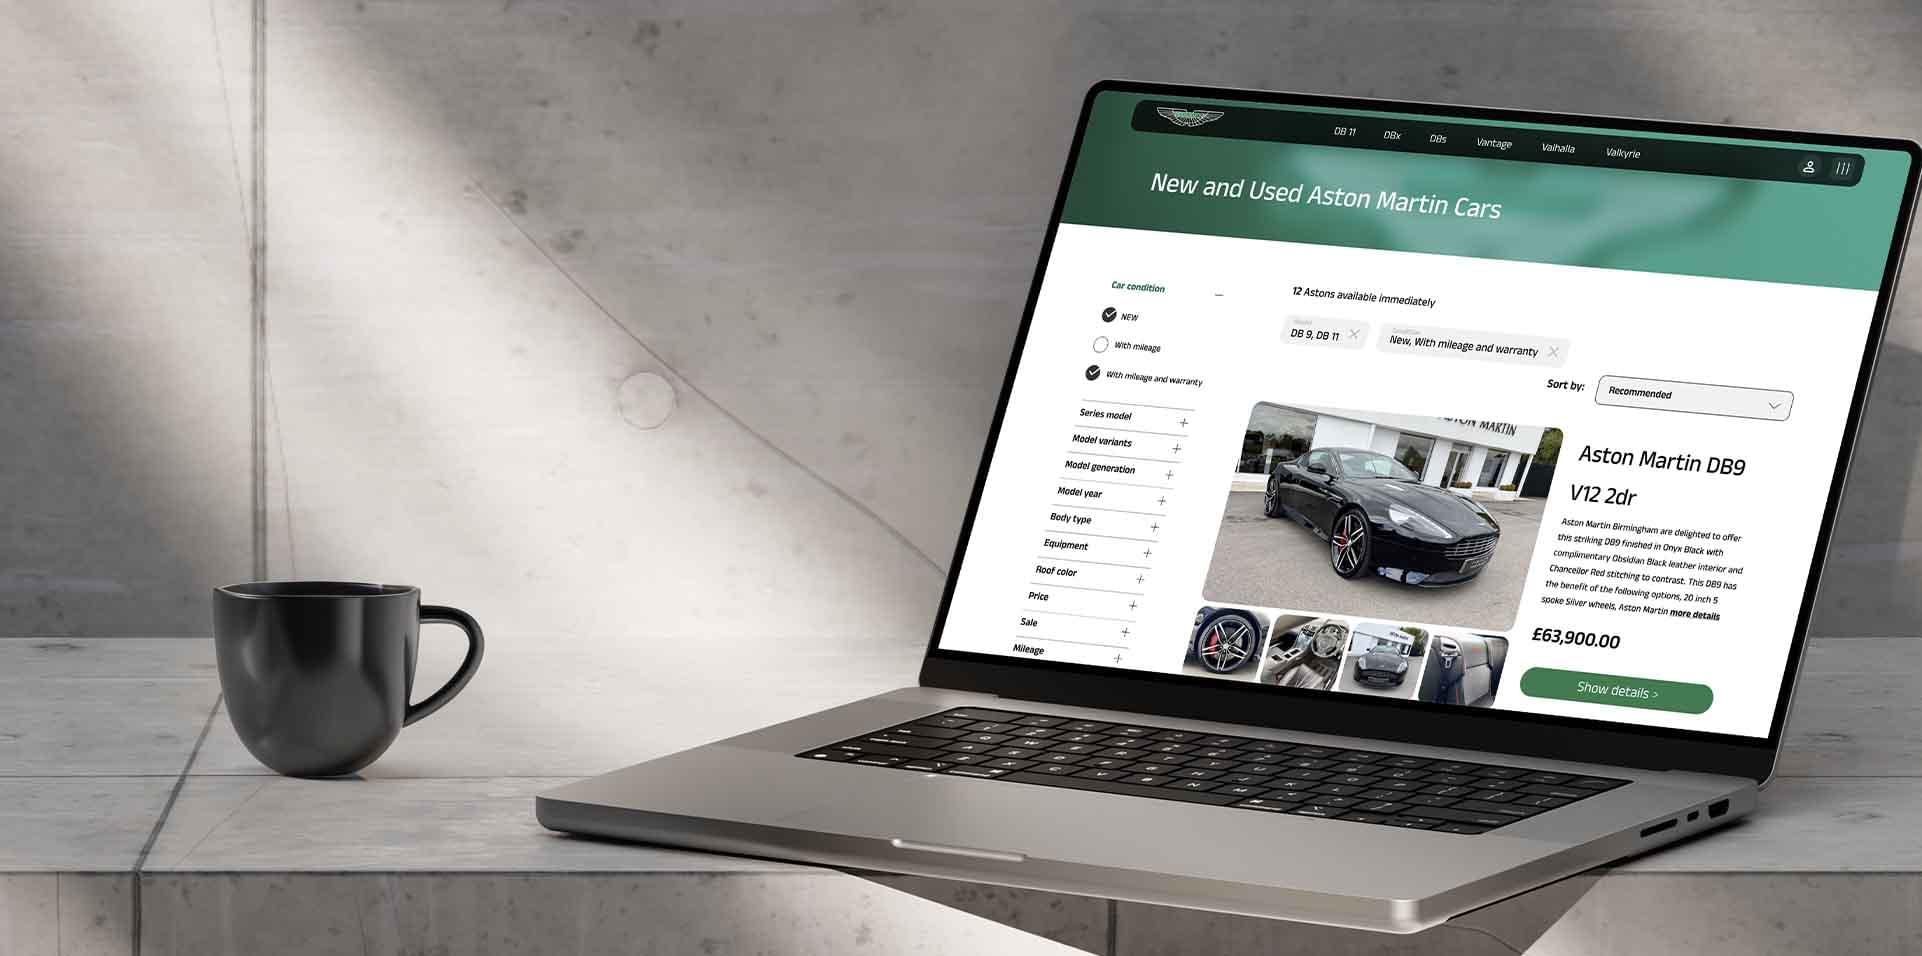 DB 11 DBx DBs Vantage Valhalla Valkyrie
New and Used Aston Martin Cars
Car condition
NEW
With mileage
With mileage and warranty
Series model
Model variants
Model generation
Model year
Body type
Equipment
Roof color
Price
Sale
Mileage
12 Astons available immediately
Model
DB 9, DB 11
Condition
New, With mileage and warranty
Sort by: Recommended
ASTON MARTIN
Aston Martin DB9
V12 2dr
Aston Martin Birmingham are delighted to offer
this striking DB9 finished in Onyx Black with
complimentary Obsidian Black leather interior and
Chancellor Red stitching to contrast. This DB9 has
the benefit of the following options, 20 inch 5
spoke Silver wheels, Aston Martin more details
£63,900.00
Show details >